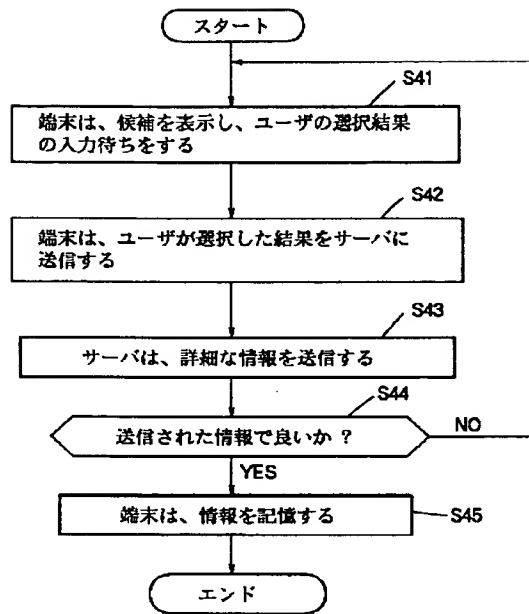 スタート
S41
端末は、候補を表示し、ユーザの選択結果
の入力待ちをする
S42
端末は、ユーザが選択した結果をサーバに
送信する
S43
サーバは、詳細な情報を送信する
S44
送信された情報で良いか ?
NO
YES
端末は、情報を記憶する
S45
エンド